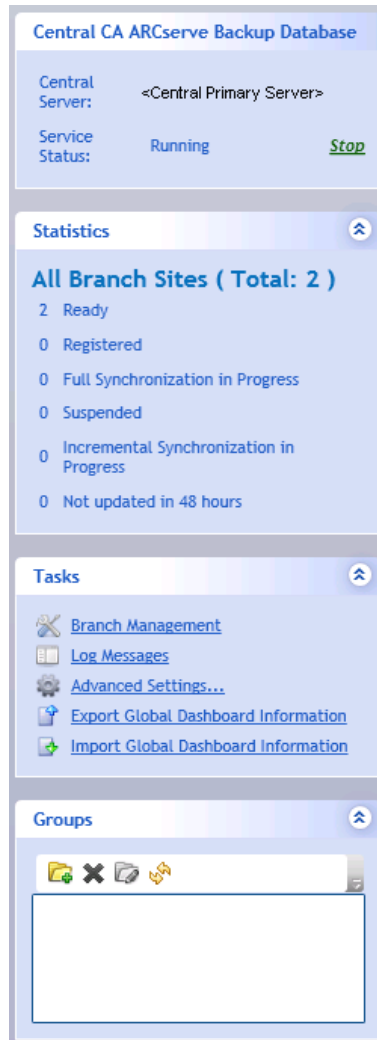 Central CA ARCserve Backup Database
Central Server: <Central Primary Server>
Service Status: Running Stop
Statistics
All Branch Sites ( Total: 2 )
2 Ready
0 Registered
0 Full Synchronization in Progress
0 Suspended
0 Incremental Synchronization in
Progress
0 Not updated in 48 hours
Tasks
Branch Management
Log Messages
Advanced Settings...
Export Global Dashboard Information
Import Global Dashboard Information
Groups